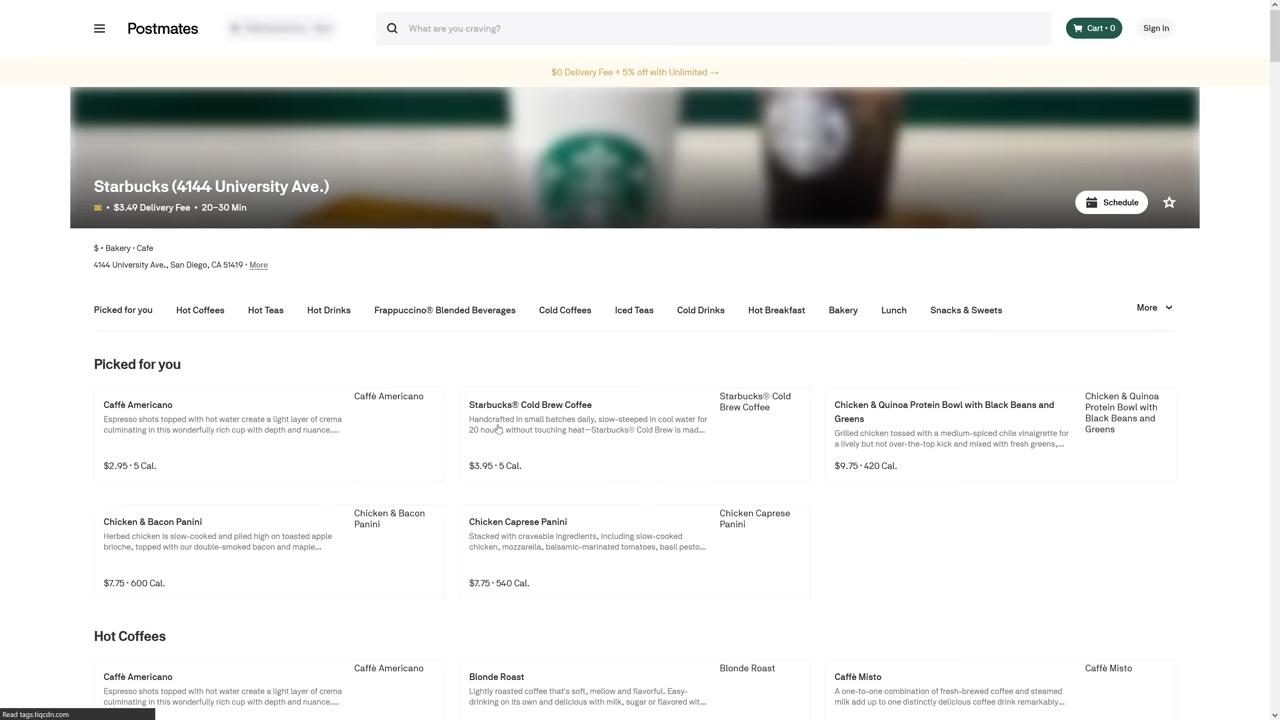 Postmates
What are you craving?
Cart • 0
Sign in
$0 Delivery Fee + 5% off with Unlimited →
Starbucks (4144 University Ave.)
• $3.49 Delivery Fee • 20–30 Min
Schedule
$ • Bakery • Cafe
4144 University Ave., San Diego, CA 51419 • More
Picked for you
Hot Coffees
Hot Teas
Hot Drinks
Frappuccino® Blended Beverages
Cold Coffees
Iced Teas
Cold Drinks
Hot Breakfast
Bakery
Lunch
Snacks & Sweets
More
Picked for you
Caffè Americano
Espresso shots topped with hot water create a light layer of crema
culminating in this wonderfully rich cup with depth and nuance....
$2.95 · 5 Cal.
Caffè Americano
Starbucks® Cold Brew Coffee
Handcrafted in small batches daily, slow-steeped in cool water for
20 hours without touching heat—Starbucks® Cold Brew is mad...
$3.95 · 5 Cal.
Starbucks® Cold
Brew Coffee
Chicken & Quinoa Protein Bowl with Black Beans and
Greens
Grilled chicken tossed with a medium-spiced chile vinaigrette for
a lively but not over-the-top kick and mixed with fresh greens,...
$9.75 · 420 Cal.
Chicken & Quinoa
Protein Bowl with
Black Beans and
Greens
Chicken & Bacon Panini
Herbed chicken is slow-cooked and piled high on toasted apple
brioche, topped with our double-smoked bacon and maple...
$7.75 · 600 Cal.
Chicken & Bacon
Panini
Chicken Caprese Panini
Stacked with craveable ingredients, including slow-cooked
chicken, mozzarella, balsamic-marinated tomatoes, basil pesto...
$7.75 · 540 Cal.
Chicken Caprese
Panini
Hot Coffees
Caffè Americano
Espresso shots topped with hot water create a light layer of crema
culminating in this wonderfully rich cup with depth and nuance....
Caffè Americano
Blonde Roast
Lightly roasted coffee that's soft, mellow and flavorful. Easy-
drinking on its own and delicious with milk, sugar or flavored wit...
Blonde Roast
Caffè Misto
A one-to-one combination of fresh-brewed coffee and steamed
milk add up to one distinctly delicious coffee drink remarkably...
Caffè Misto
Read tags.tiqcdn.com